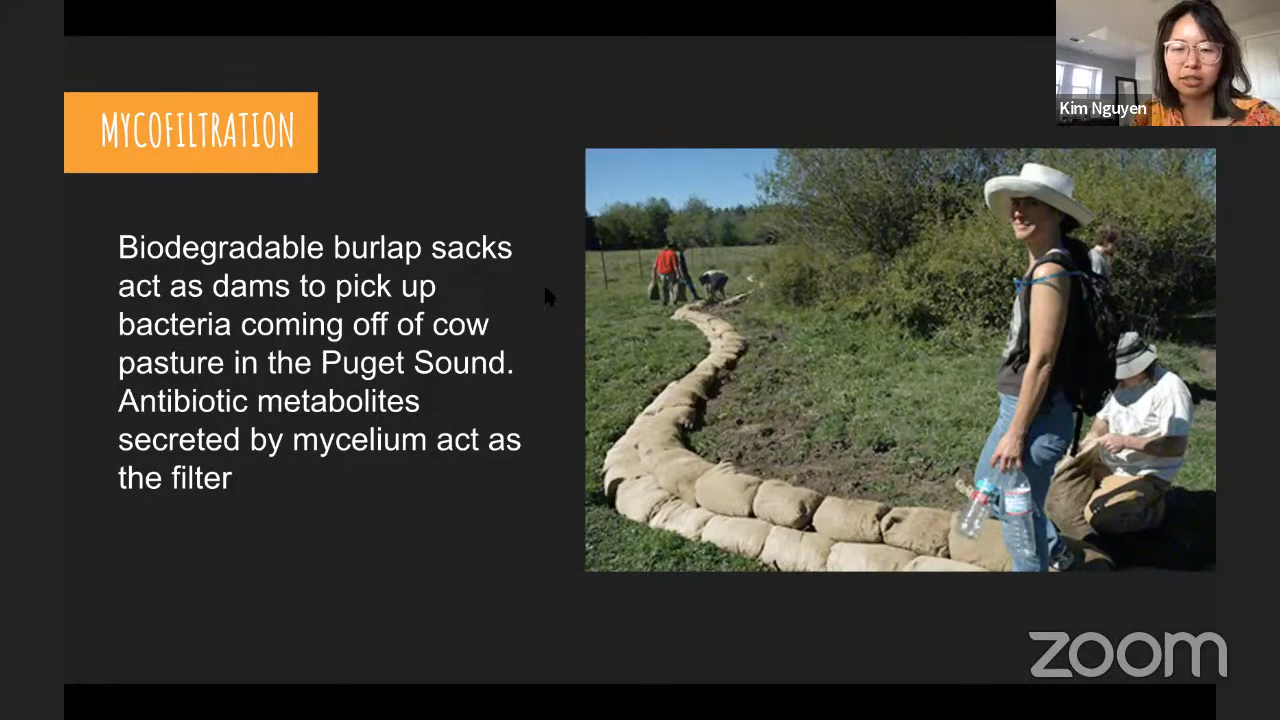 Kim Nguyen
MYCOFILTRATION
Biodegradable burlap sacks
act as dams to pick up
bacteria coming off of cow
pasture in the Puget Sound.
Antibiotic metabolites
secreted by mycelium act as
the filter
zoom